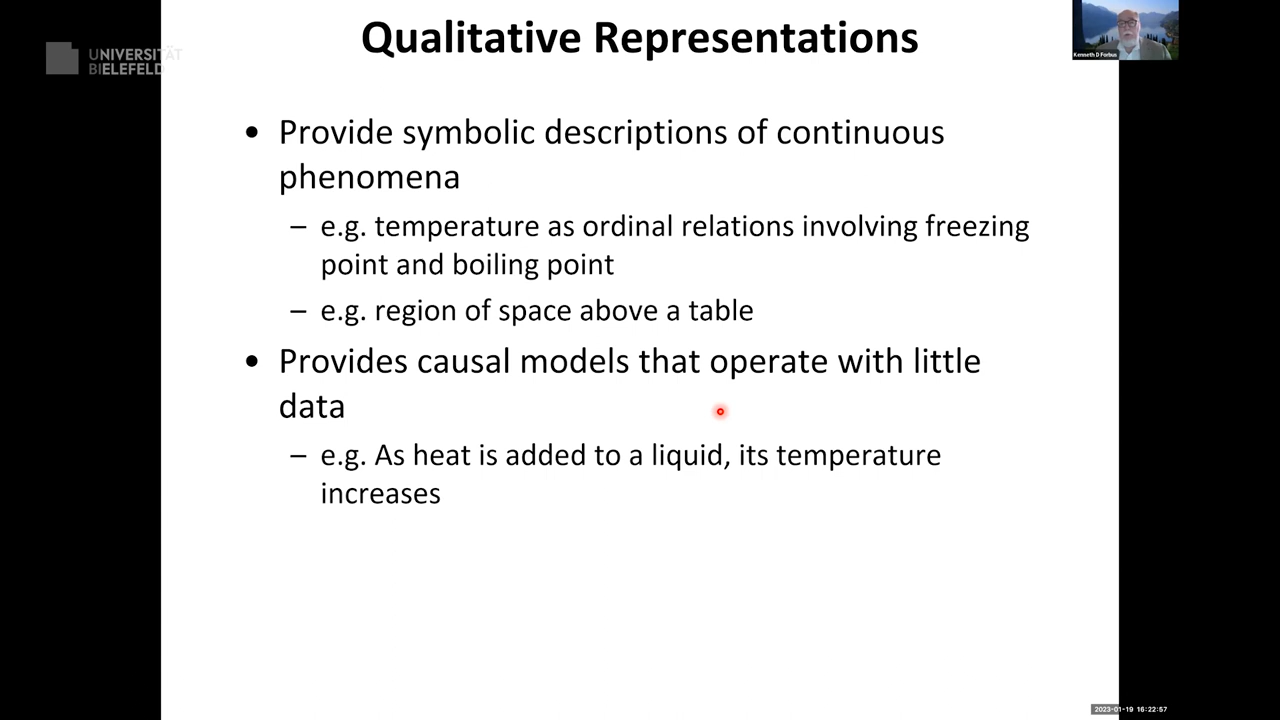 Qualitative Representations
UNIVERSITÄT
BIELEFELD
Kenneth D Forbus
• Provide symbolic descriptions of continuous
phenomena
– e.g. temperature as ordinal relations involving freezing
point and boiling point
– e.g. region of space above a table
• Provides causal models that operate with little
data
– e.g. As heat is added to a liquid, its temperature
increases
2023-01-19 16:22:57